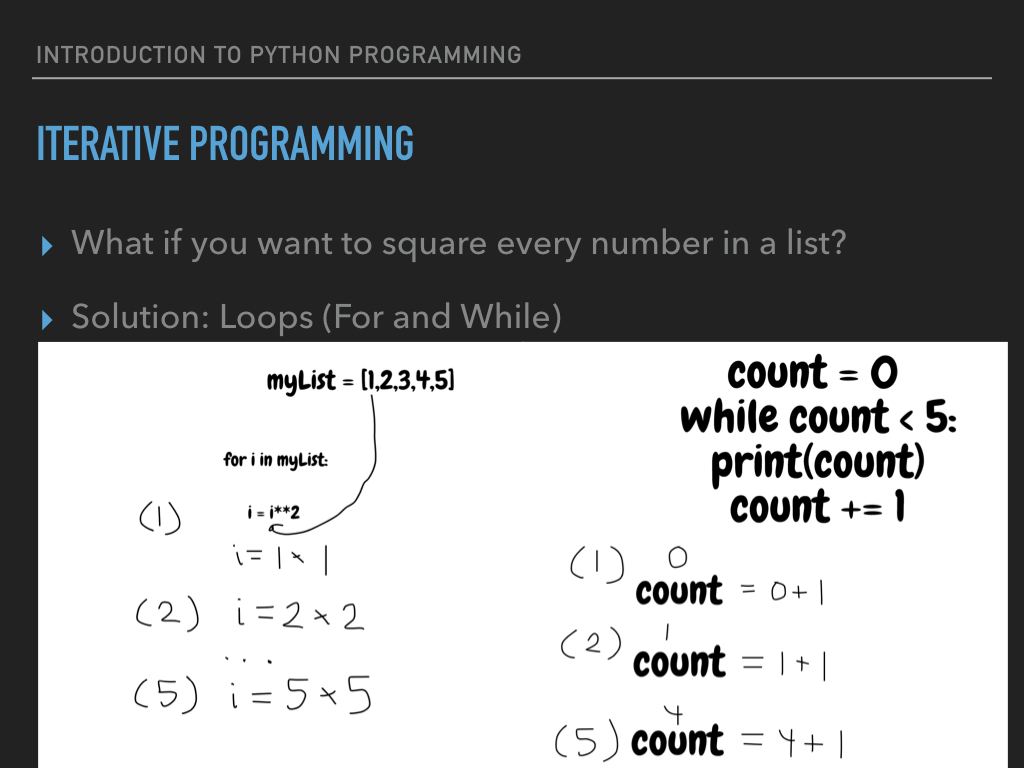 INTRODUCTION TO PYTHON PROGRAMMING
ITERATIVE PROGRAMMING
What if you want to square every number in a list?
Solution: Loops (For and While)
myList = [1,2,3,4,5]
for i in myList:
(1) i = i**2
i = 1 × 1
(2) i = 2 × 2
...
(5) i = 5 × 5
count = 0
while count < 5:
print(count)
count += 1
(1) 0
count = 0 + 1
(2) 1
count = 1 + 1
4
(5) count = 4 + 1